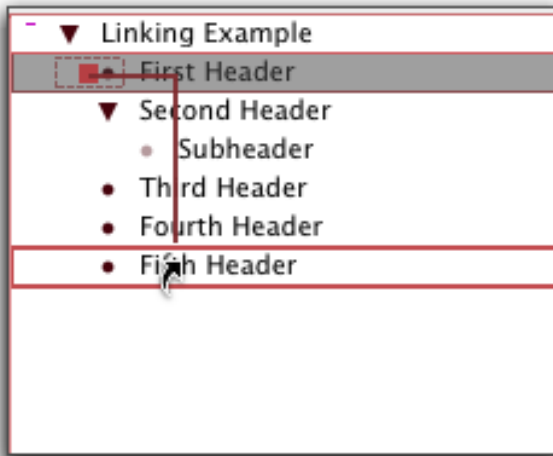 Linking Example
First Header
Second Header
Subheader
Third Header
Fourth Header
Fifth Header